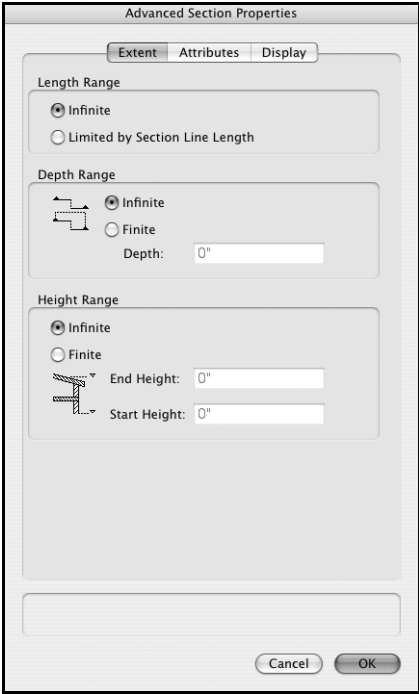 Advanced Section Properties
Extent Attributes Display
Length Range
Infinite
Limited by Section Line Length
Depth Range
Infinite
Finite
Depth: 0"
Height Range
Infinite
Finite
End Height: 0"
Start Height: 0"
Cancel OK